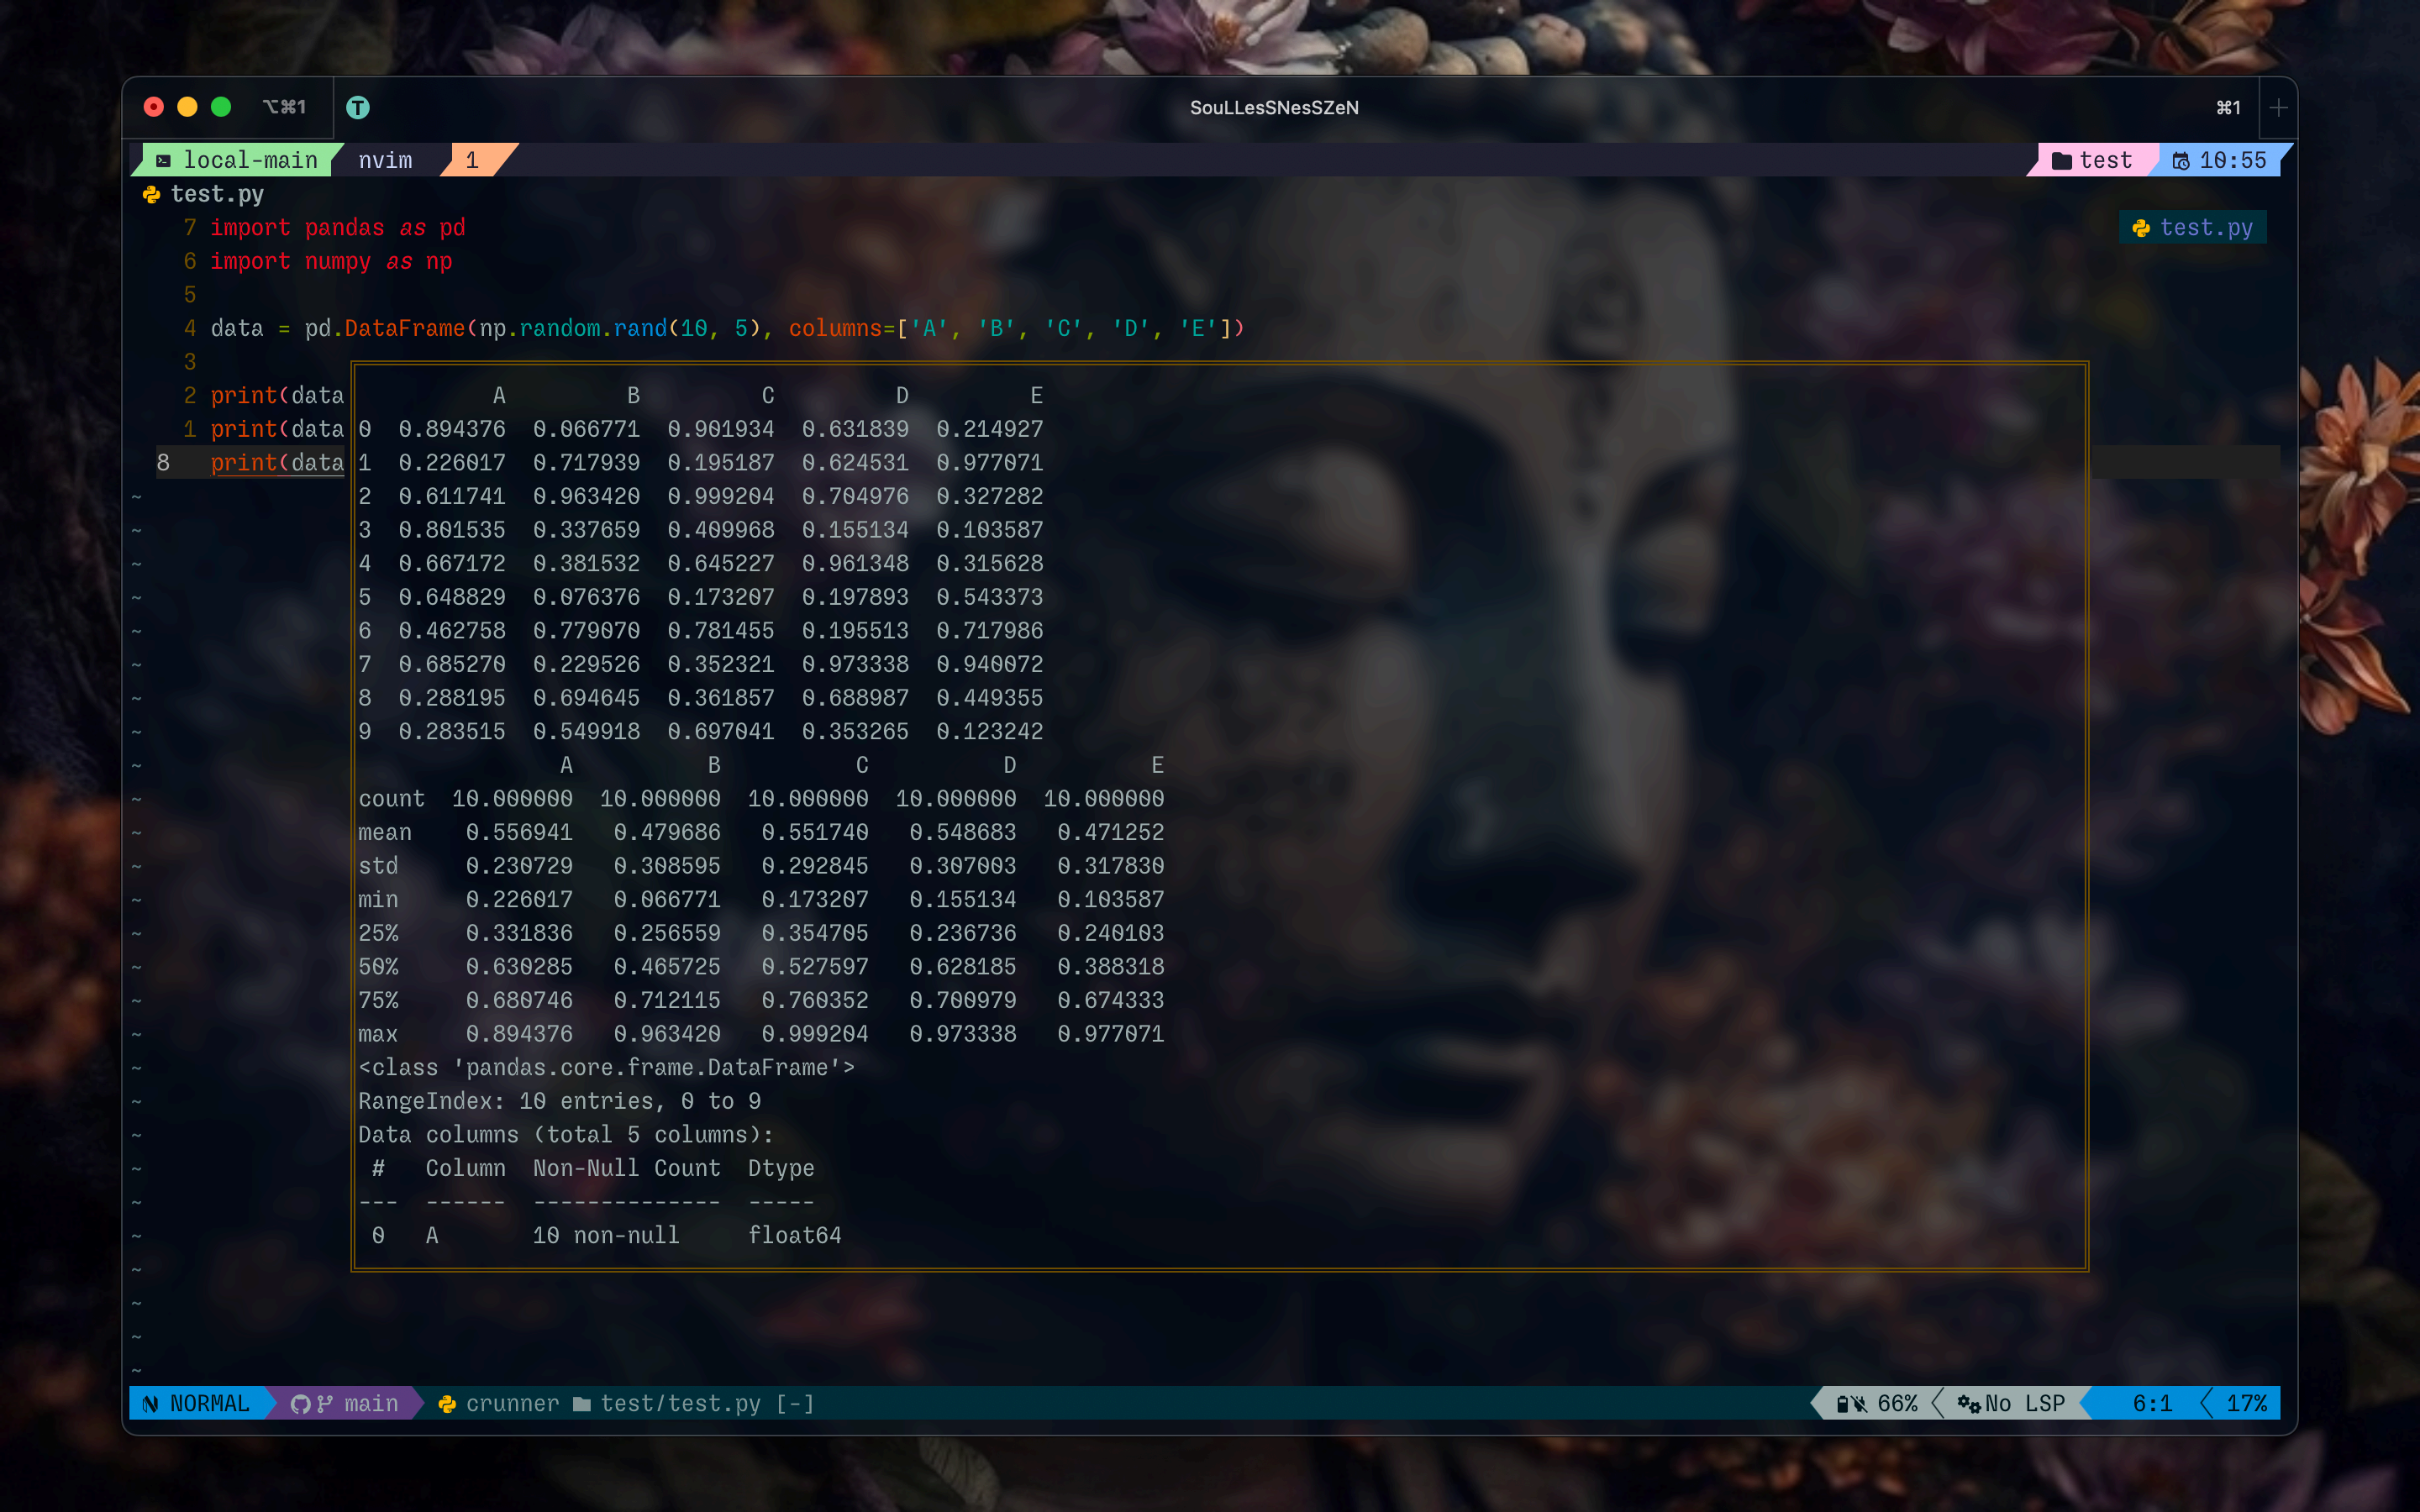 ⌥⌘1 T SouLLesSNesSZeN ⌘1 +
local-main nvim 1 test 10:55
test.py
7 import pandas as pd
test.py
6 import numpy as np
5
4 data = pd.DataFrame(np.random.rand(10, 5), columns=['A', 'B', 'C', 'D', 'E'])
3
2 print(data
1 print(data
8 print(data
A B C D E
0 0.894376 0.066771 0.901934 0.631839 0.214927
1 0.226017 0.717939 0.195187 0.624531 0.977071
2 0.611741 0.963420 0.999204 0.704976 0.327282
3 0.801535 0.337659 0.409968 0.155134 0.103587
4 0.667172 0.381532 0.645227 0.961348 0.315628
5 0.648829 0.076376 0.173207 0.197893 0.543373
6 0.462758 0.779070 0.781455 0.195513 0.717986
7 0.685270 0.229526 0.352321 0.973338 0.940072
8 0.288195 0.694645 0.361857 0.688987 0.449355
9 0.283515 0.549918 0.697041 0.353265 0.123242
A B C D E
count 10.000000 10.000000 10.000000 10.000000 10.000000
mean 0.556941 0.479686 0.551740 0.548683 0.471252
std 0.230729 0.308595 0.292845 0.307003 0.317830
min 0.226017 0.066771 0.173207 0.155134 0.103587
25% 0.331836 0.256559 0.354705 0.236736 0.240103
50% 0.630285 0.465725 0.527597 0.628185 0.388318
75% 0.680746 0.712115 0.760352 0.700979 0.674333
max 0.894376 0.963420 0.999204 0.973338 0.977071
<class 'pandas.core.frame.DataFrame'>
RangeIndex: 10 entries, 0 to 9
Data columns (total 5 columns):
# Column Non-Null Count Dtype
--- ------ -------------- -----
0 A 10 non-null float64
NORMAL main crunner test/test.py [-] 66% No LSP 6:1 17%